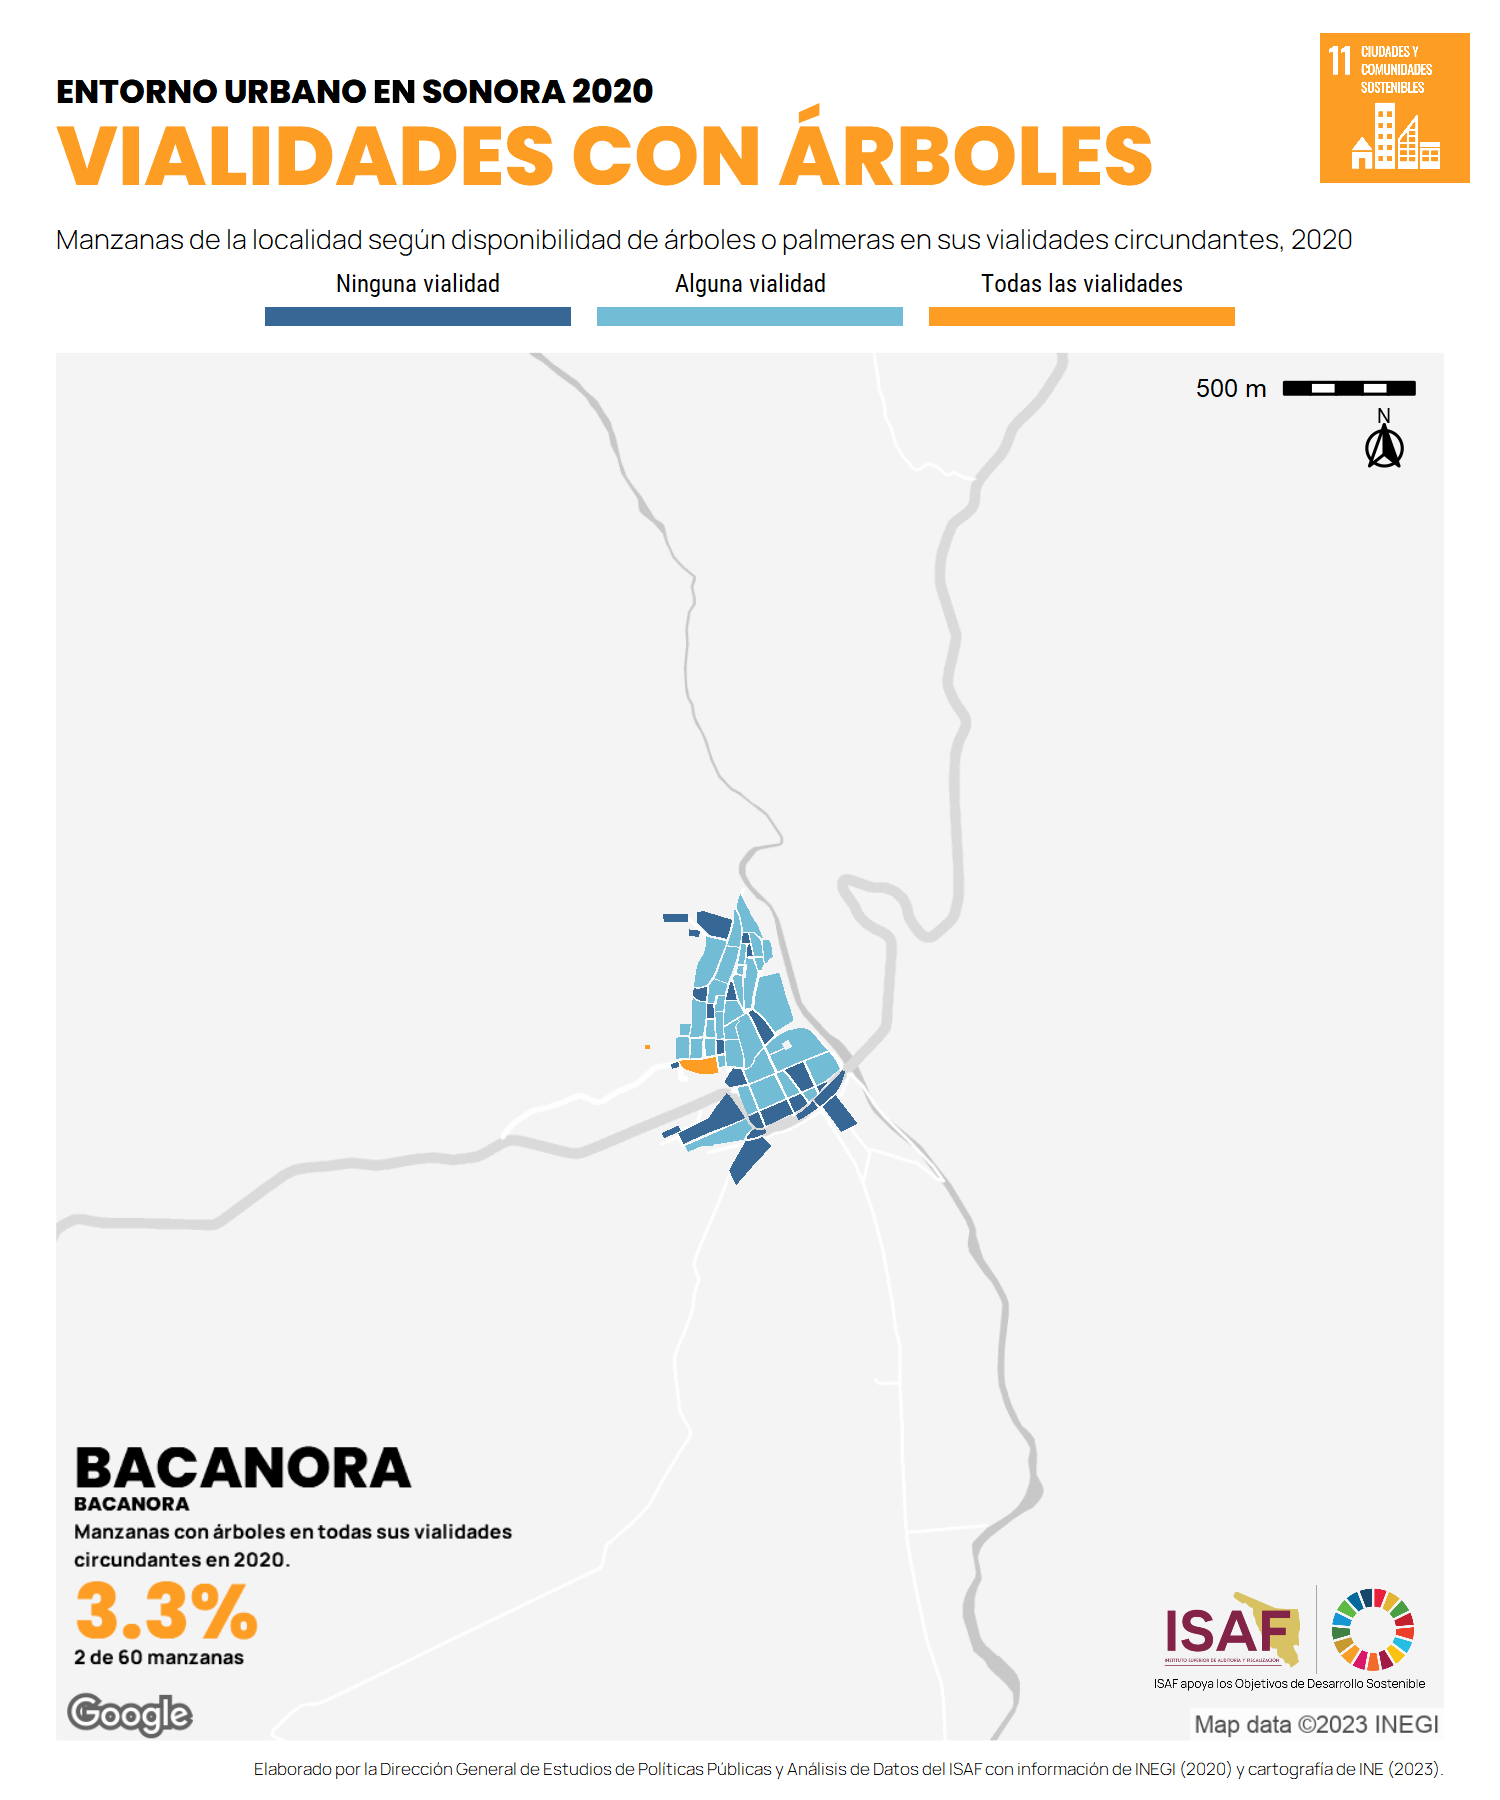 ENTORNO URBANO EN SONORA 2020
VIALIDADES CON ÁRBOLES
11 CIUDADES Y
COMUNIDADES
SOSTENIBLES
Manzanas de la localidad según disponibilidad de árboles o palmeras en sus vialidades circundantes, 2020
Ninguna vialidad
Alguna vialidad
Todas las vialidades
500 m
N
BACANORA
BACANORA
Manzanas con árboles en todas sus vialidades
circundantes en 2020.
3.3%
2 de 60 manzanas
Google
ISAF
INSTITUTO SUPERIOR DE AUDITORÍA Y FISCALIZACIÓN
ISAF apoya los Objetivos de Desarrollo Sostenible
Map data ©2023 INEGI
Elaborado por la Dirección General de Estudios de Políticas Públicas y Análisis de Datos del ISAF con información de INEGI (2020) y cartografía de INE (2023).